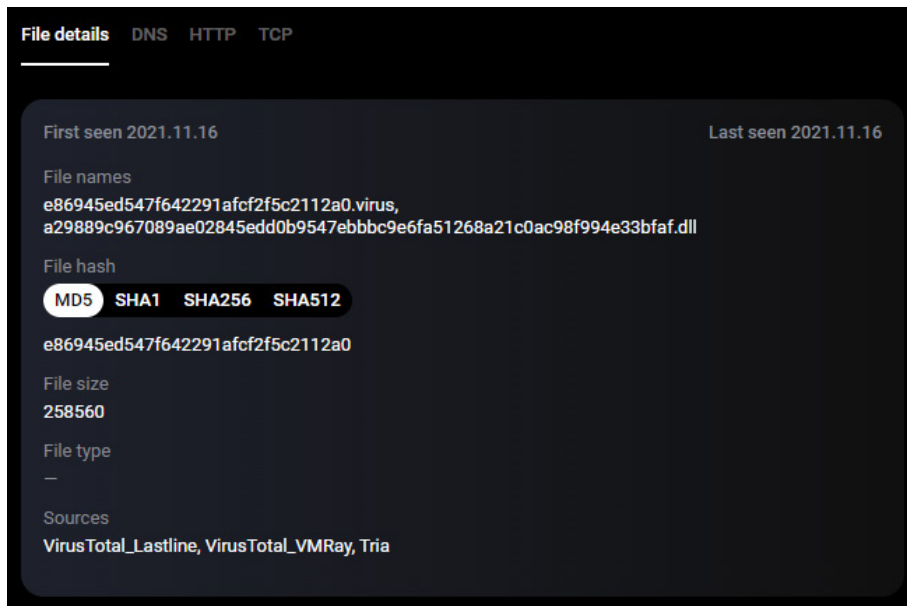 File details DNS HTTP TCP
First seen 2021.11.16 Last seen 2021.11.16
File names
e86945ed547f642291afcf2f5c2112a0.virus,
a29889c967089ae02845edd0b9547ebbbc9e6fa51268a21c0ac98f994e33bfaf.dll
File hash
MD5 SHA1 SHA256 SHA512
e86945ed547f642291afcf2f5c2112a0
File size
258560
File type
—
Sources
VirusTotal_Lastline, VirusTotal_VMRay, Tria